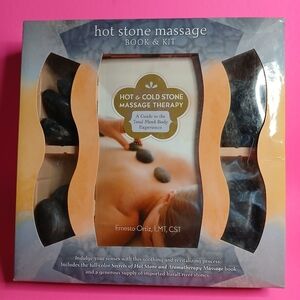 hot stone massage
BOOK & KIT
HOT & COLD STONE
MASSAGE THERAPY
A Guide to the
Total Mind Body
Experience
Ernesto Ortiz, LMT, CST
Indulge your senses with this soothing and revitalizing process.
Includes the full-color Secrets of Hot Stone and Aromatherapy Massage book
and a generous supply of imported basalt river stones.